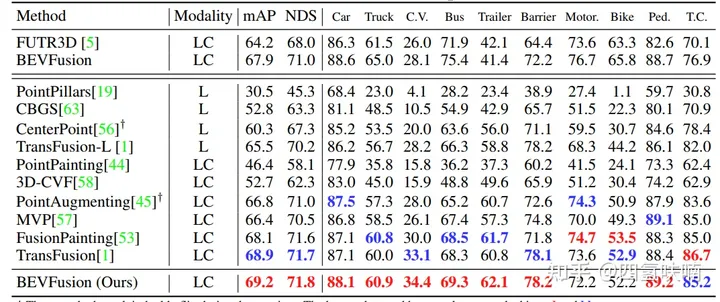 Method Modality mAP NDS Car Truck C.V. Bus Trailer Barrier Motor. Bike Ped. T.C.
FUTR3D [5] LC 64.2 68.0 86.3 61.5 26.0 71.9 42.1 64.4 73.6 63.3 82.6 70.1
BEVFusion LC 67.9 71.0 88.6 65.0 28.1 75.4 41.4 72.2 76.7 65.8 88.7 76.9
PointPillars[19] L 30.5 45.3 68.4 23.0 4.1 28.2 23.4 38.9 27.4 1.1 59.7 30.8
CBGS[63] L 52.8 63.3 81.1 48.5 10.5 54.9 42.9 65.7 51.5 22.3 80.1 70.9
CenterPoint[56]† L 60.3 67.3 85.2 53.5 20.0 63.6 56.0 71.1 59.5 30.7 84.6 78.4
TransFusion-L [1] L 65.5 70.2 86.2 56.7 28.2 66.3 58.8 78.2 68.3 44.2 86.1 82.0
PointPainting[44] LC 46.4 58.1 77.9 35.8 15.8 36.2 37.3 60.2 41.5 24.1 73.3 62.4
3D-CVF[58] LC 52.7 62.3 83.0 45.0 15.9 48.8 49.6 65.9 51.2 30.4 74.2 62.9
PointAugmenting[45]† LC 66.8 71.0 87.5 57.3 28.0 65.2 60.7 72.6 74.3 50.9 87.9 83.6
MVP[57] LC 66.4 70.5 86.8 58.5 26.1 67.4 57.3 74.8 70.0 49.3 89.1 85.0
FusionPainting[53] LC 68.1 71.6 87.1 60.8 30.0 68.5 61.7 71.8 74.7 53.5 88.3 85.0
TransFusion[1] LC 68.9 71.7 87.1 60.0 33.1 68.3 60.8 78.1 73.6 52.9 88.4 86.7
BEVFusion (Ours) LC 69.2 71.8 88.1 60.9 34.4 69.3 62.1 78.2 72.2 52.2 89.2 85.2